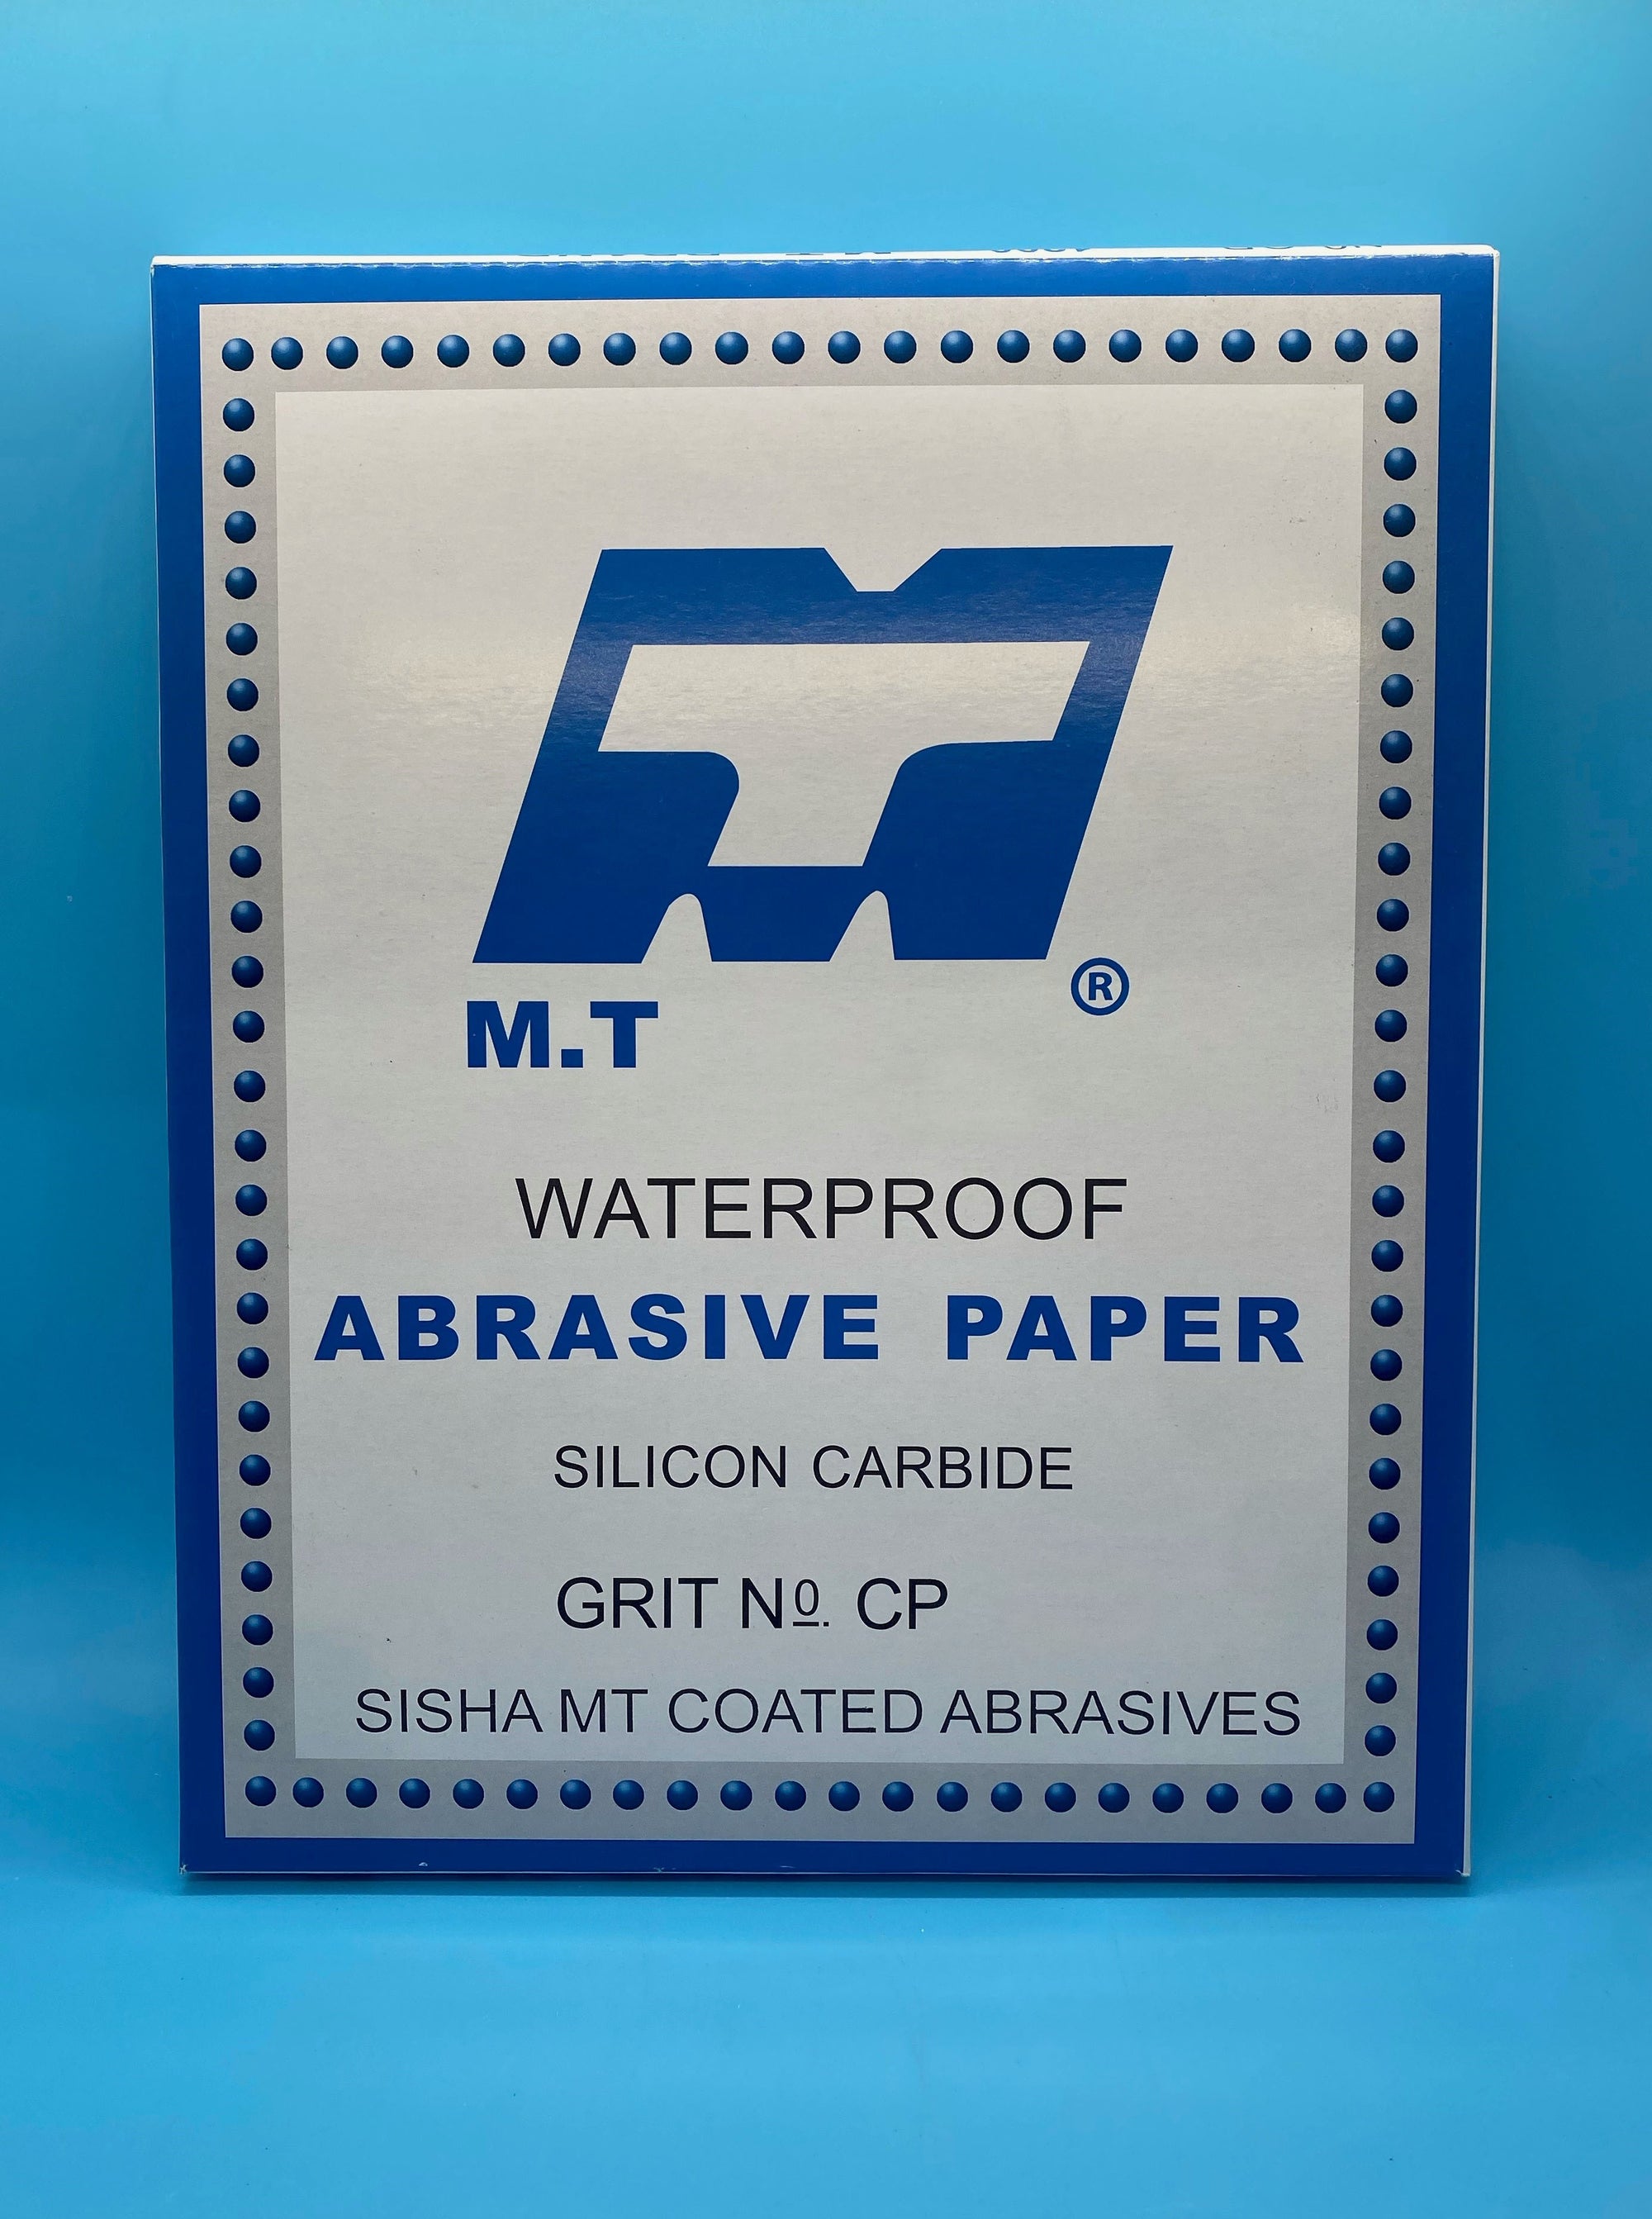 M.T
®
WATERPROOF
ABRASIVE PAPER
SILICON CARBIDE
GRIT Nº. CP
SISHA MT COATED ABRASIVES